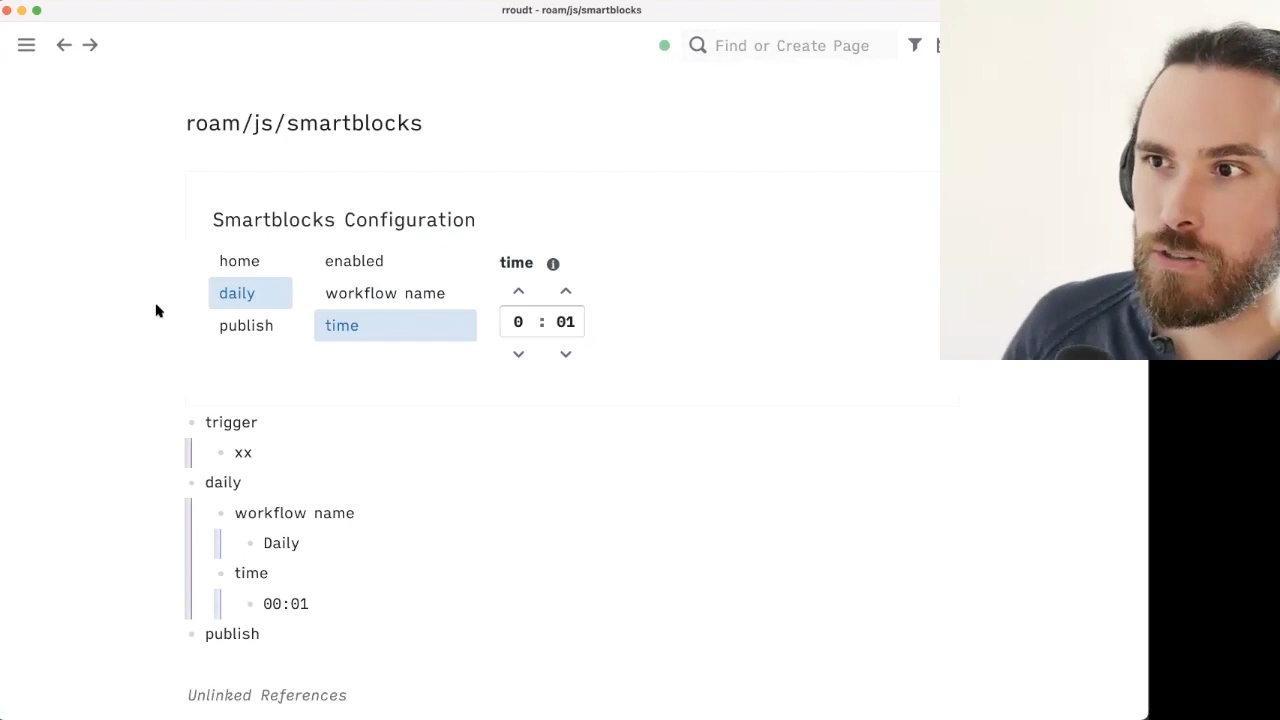 rroudt - roam/js/smartblocks
Find or Create Page
roam/js/smartblocks
Smartblocks Configuration
home
enabled
time
daily
workflow name
publish
time
0 : 01
trigger
xx
daily
workflow name
Daily
time
00:01
publish
Unlinked References